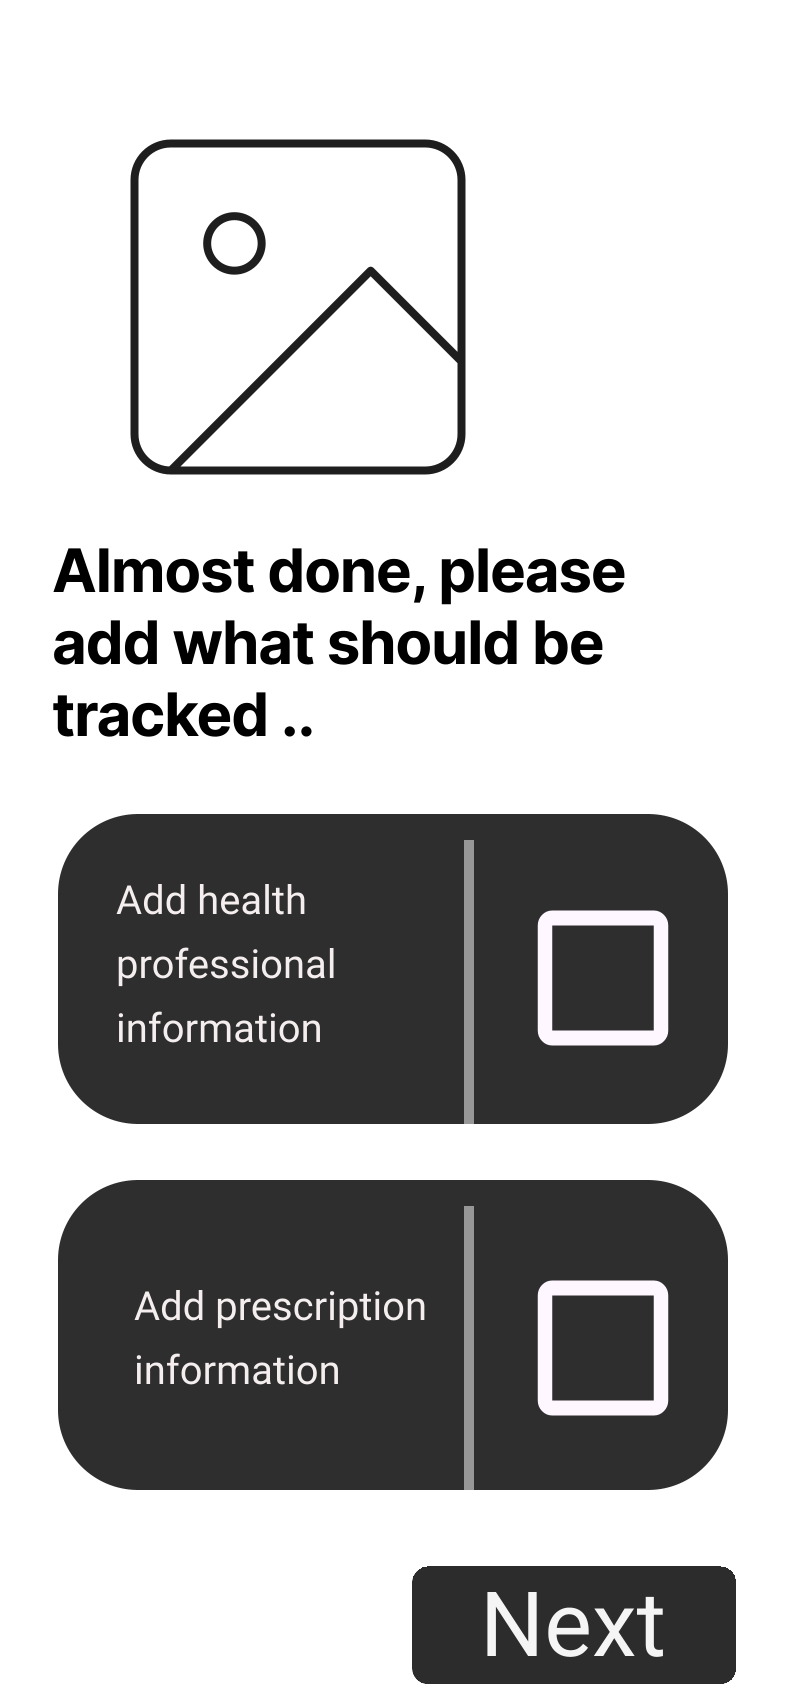 Almost done, please
add what should be
tracked ..
Add health
professional
information
Add prescription
information
Next